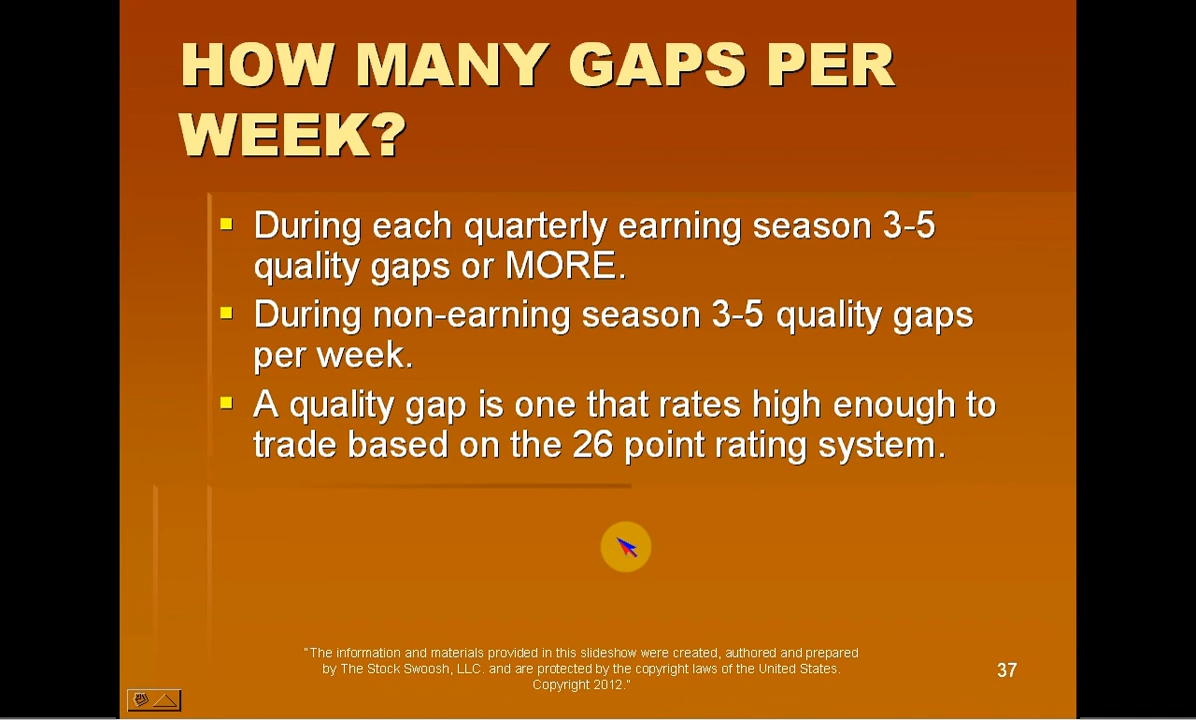 HOW MANY GAPS PER
WEEK?
During each quarterly earning season 3-5
quality gaps or MORE.
During non-earning season 3-5 quality gaps
per week.
A quality gap is one that rates high enough to
trade based on the 26 point rating system.
"The information and materials provided in this slideshow were created, authored and prepared
by The Stock Swoosh, LLC. and are protected by the copyright laws of the United States.
Copyright 2012."
37